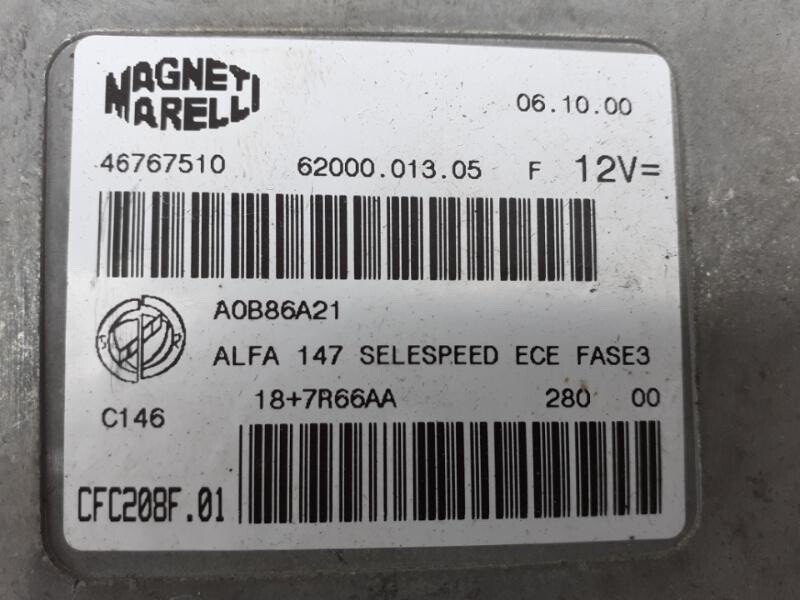 MAGNETI
MARELLI
06.10.00
46767510 62000.013.05 F 12V=
A0B86A21
ALFA 147 SELESPEED ECE FASE3
18+7R66AA 280 00
C146
CFC208F.01